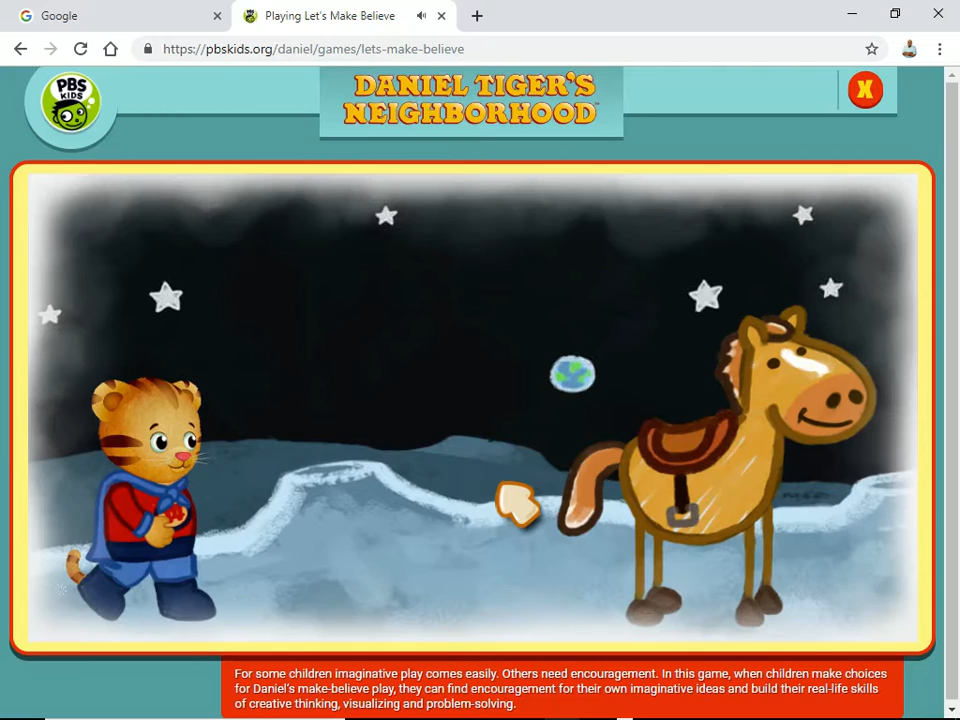 Google
Playing Let's Make Believe
https://pbskids.org/daniel/games/lets-make-believe
PBS
KIDS
DANIEL TIGER'S
NEIGHBORHOOD™
X
For some children imaginative play comes easily. Others need encouragement. In this game, when children make choices
for Daniel's make-believe play, they can find encouragement for their own imaginative ideas and build their real-life skills
of creative thinking, visualizing and problem-solving.